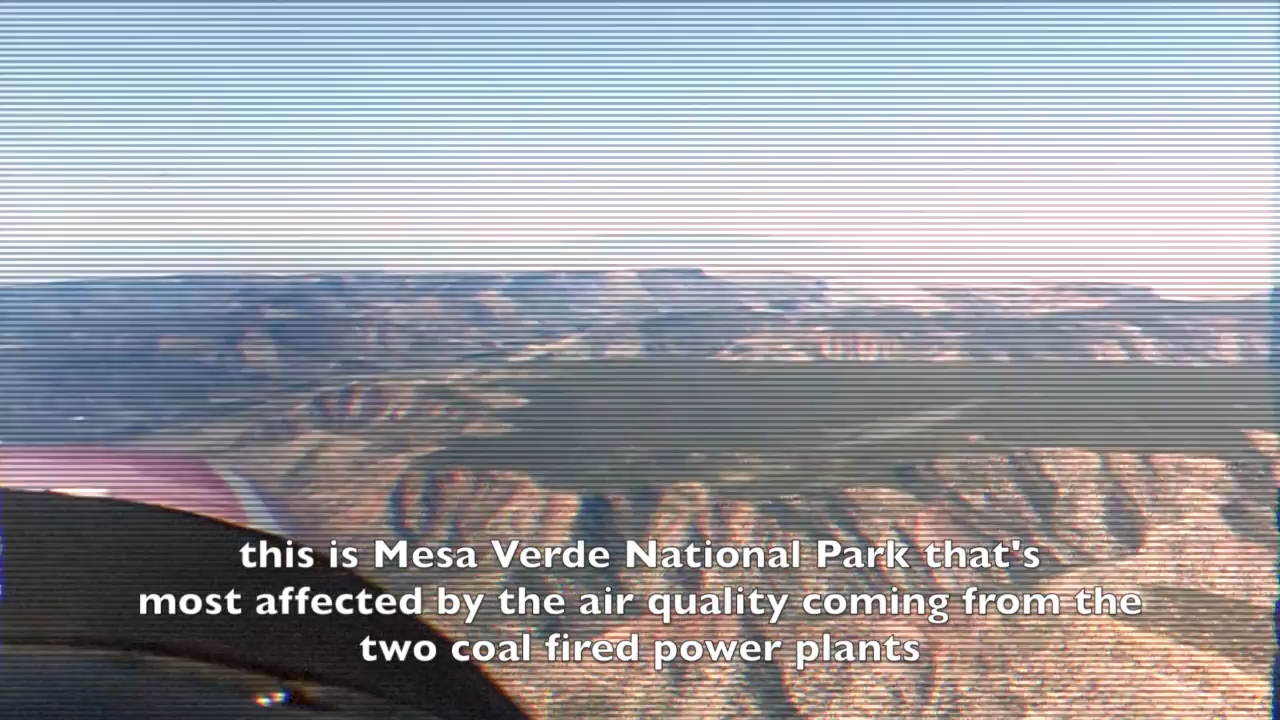 this is Mesa Verde National Park that's
most affected by the air quality coming from the
two coal fired power plants